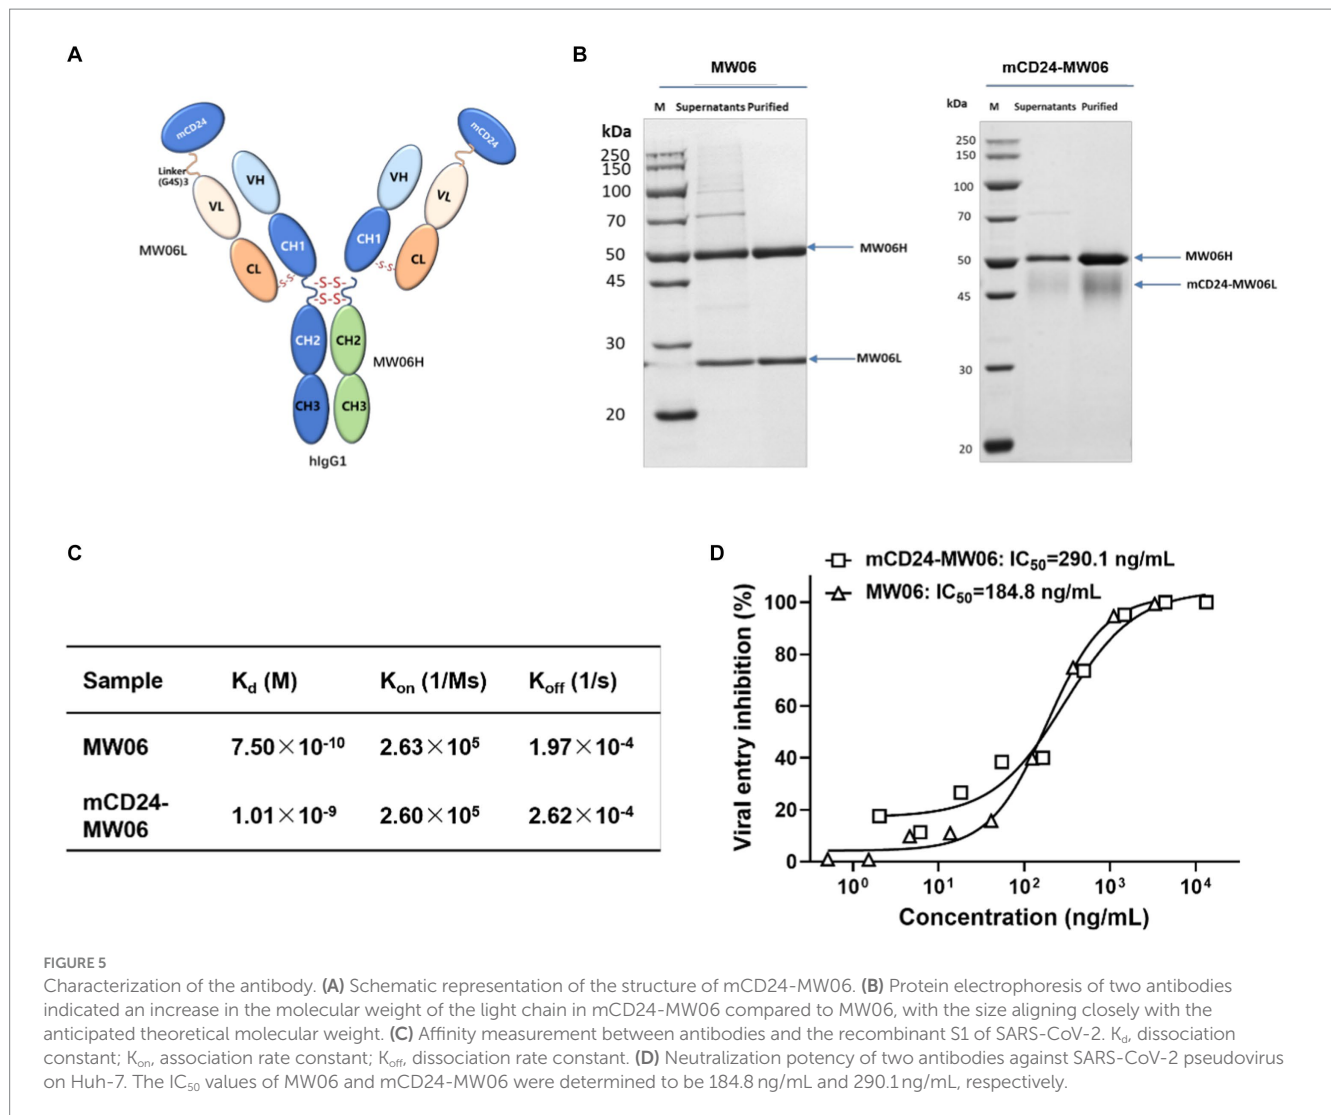 A
mCD24
mCD24
Linker
(G4S)3
VH
VH
VL
VL
CH1
CH1
MW06L
CL
CL
S-S
-S-S
-S-S-
-S-S-
CH2
CH2
MW06H
CH3
CH3
hIgG1
B
MW06
M Supernatants Purified
kDa
250
150
100
70
50
45
30
20
MW06H
MW06L
mCD24-MW06
kDa M Supernatants Purified
250
150
100
70
50
45
30
20
MW06H
mCD24-MW06L
C
Sample Kd (M) Kon (1/Ms) Koff (1/s)
MW06 7.50×10-10 2.63×10⁵ 1.97×10-4
mCD24-
MW06 1.01×10-9 2.60×10⁵ 2.62×10-4
D
mCD24-MW06: IC50=290.1 ng/mL
MW06: IC50=184.8 ng/mL
Viral entry inhibition (%)
100
80
60
40
20
0
10⁰ 10¹ 10² 10³ 10⁴
Concentration (ng/mL)
FIGURE 5
Characterization of the antibody. (A) Schematic representation of the structure of mCD24-MW06. (B) Protein electrophoresis of two antibodies
indicated an increase in the molecular weight of the light chain in mCD24-MW06 compared to MW06, with the size aligning closely with the
anticipated theoretical molecular weight. (C) Affinity measurement between antibodies and the recombinant S1 of SARS-CoV-2. Kd, dissociation
constant; Kon, association rate constant; Koff, dissociation rate constant. (D) Neutralization potency of two antibodies against SARS-CoV-2 pseudovirus
on Huh-7. The IC50 values of MW06 and mCD24-MW06 were determined to be 184.8 ng/mL and 290.1 ng/mL, respectively.